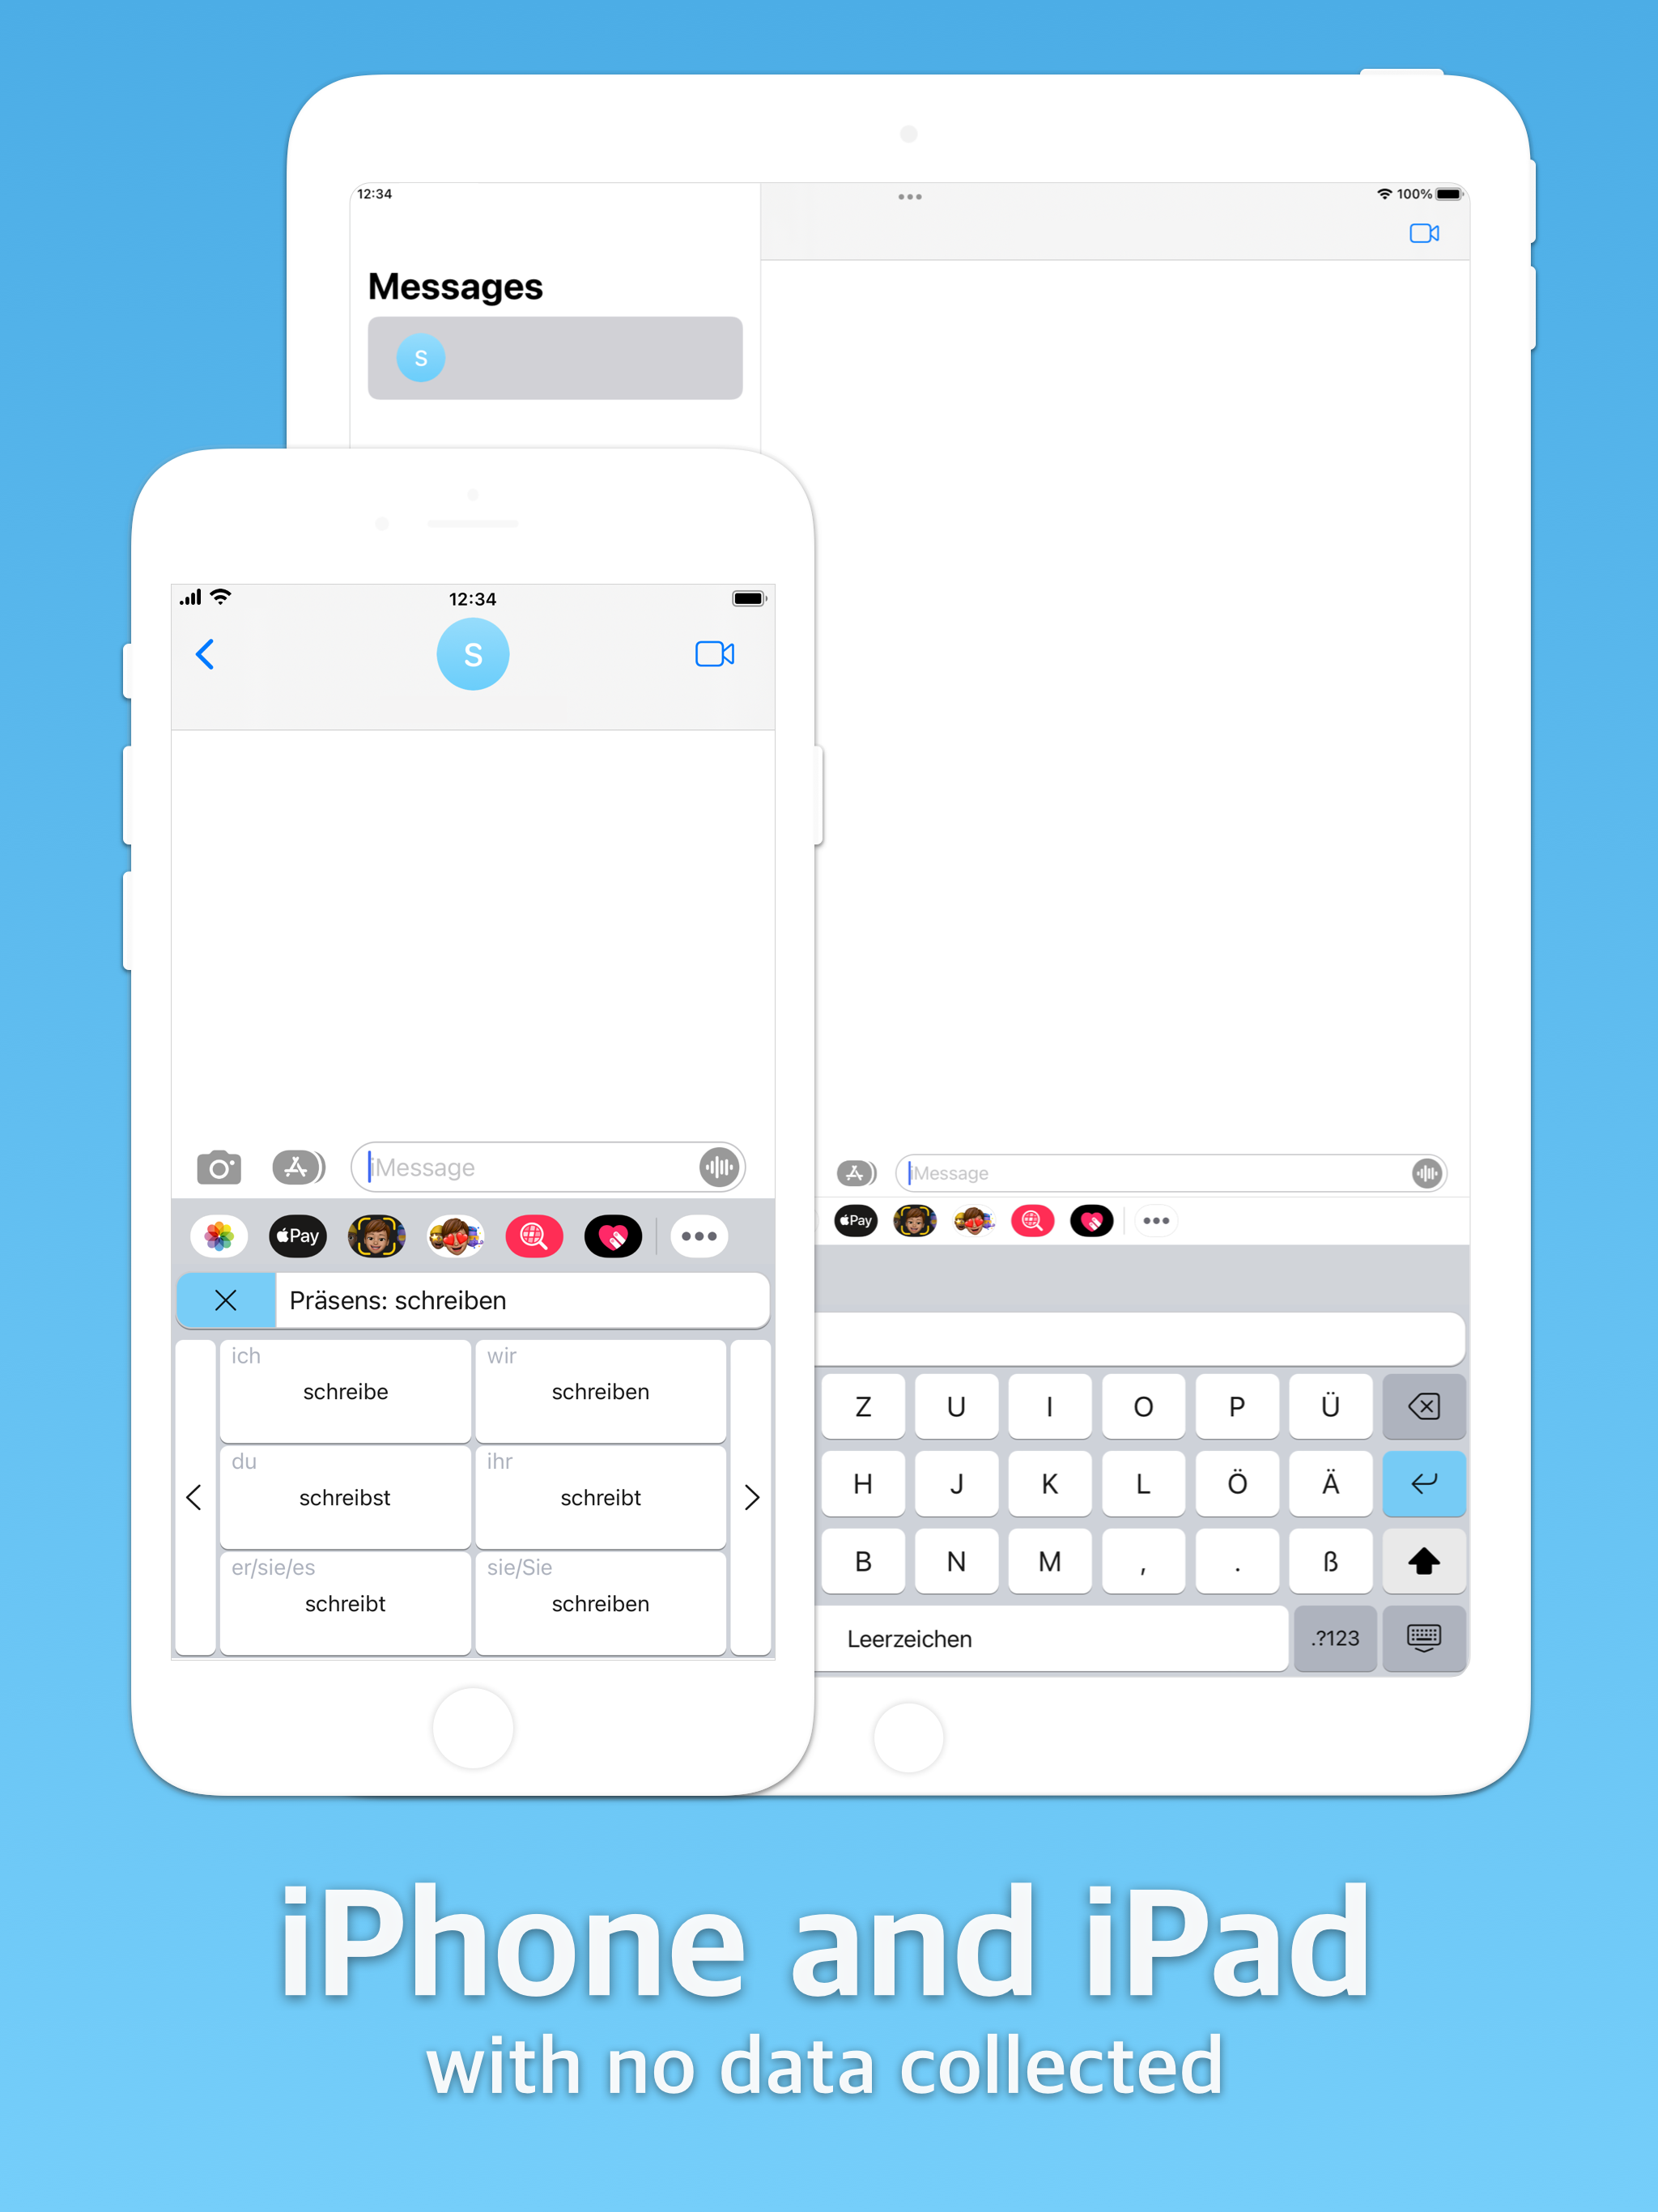 12:34
100%
Messages
S
12:34
S
iMessage
iMessage
Pay
Pay
Präsens: schreiben
ich
schreibe
wir
schreiben
du
schreibst
ihr
schreibt
er/sie/es
schreibt
sie/Sie
schreiben
Z U I O P Ü
H J K L Ö Ä
B N M , . ß
Leerzeichen .?123
iPhone and iPad
with no data collected